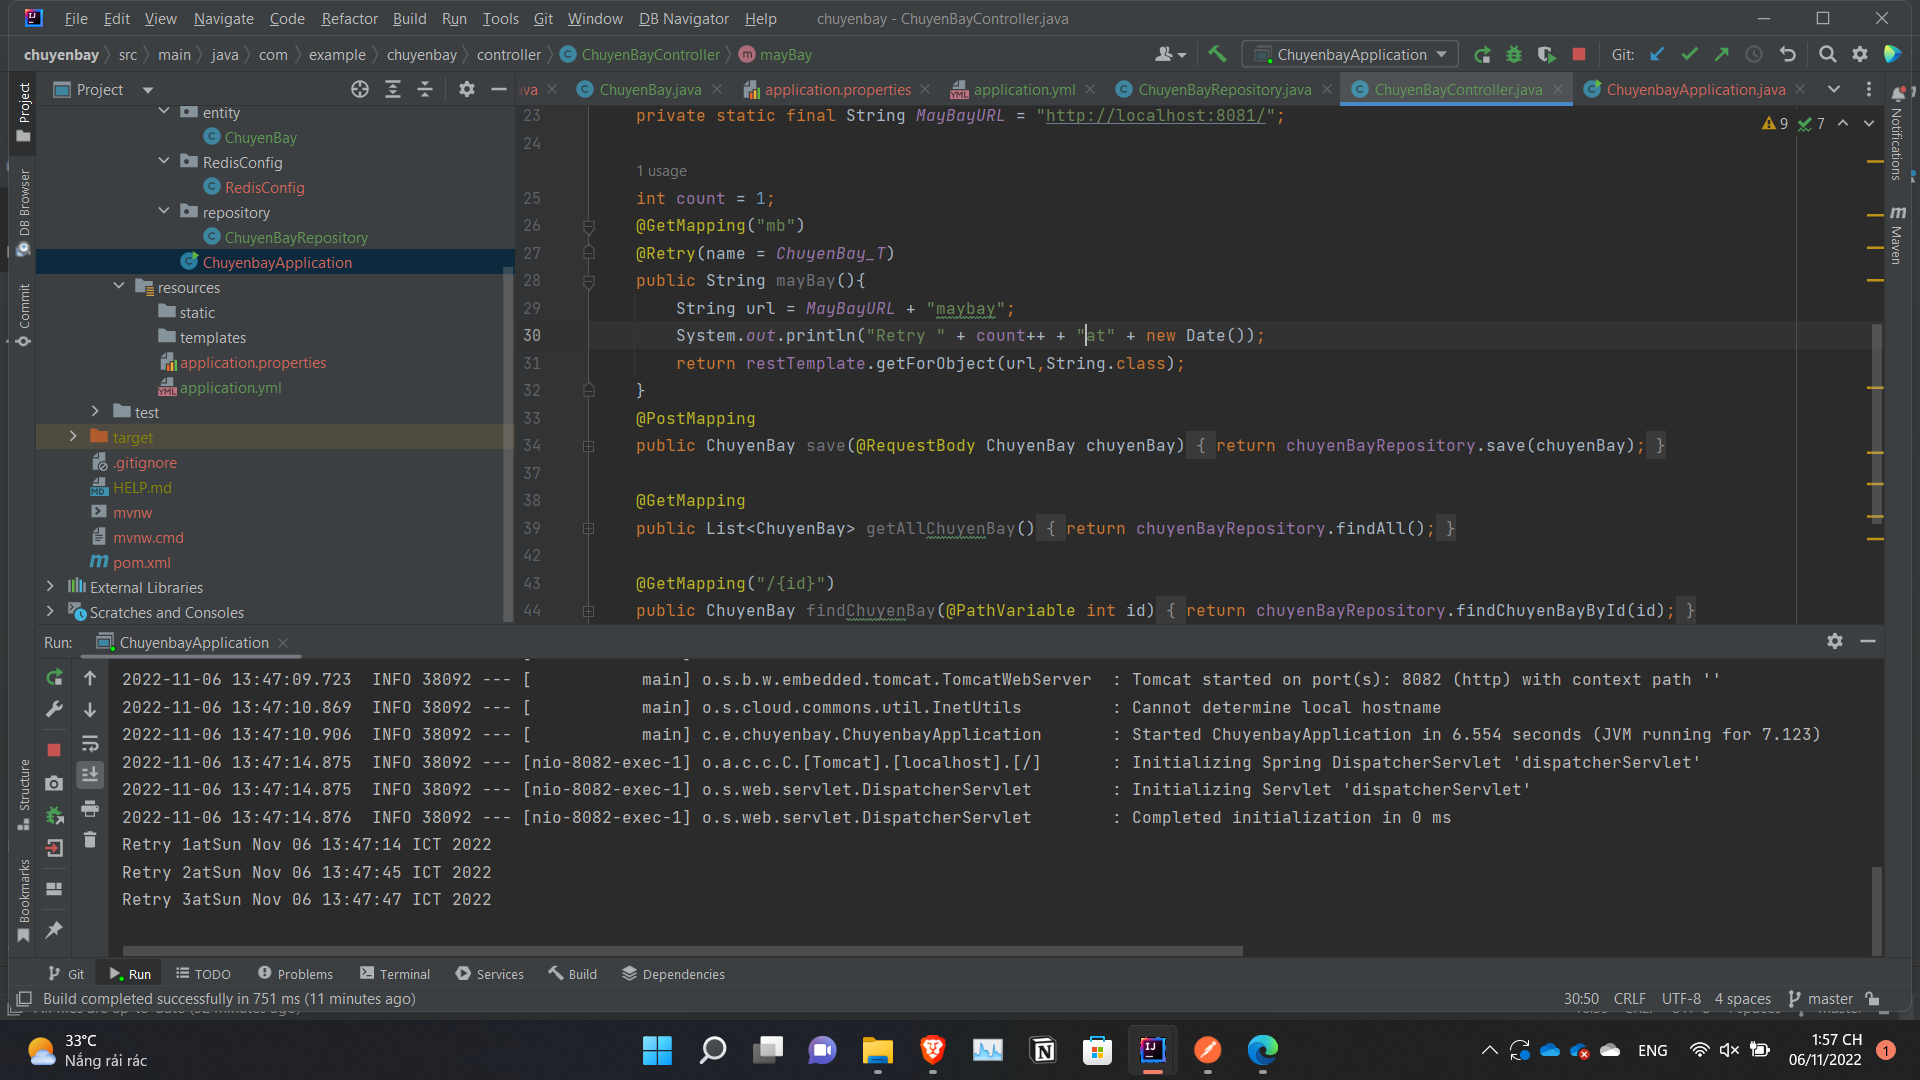 File Edit View Navigate Code Refactor Build Run Tools Git Window DB Navigator Help chuyenbay - ChuyenBayController.java
chuyenbay src main java com example chuyenbay controller ChuyenBayController mayBay ChuyenbayApplication Git:
Project ava ChuyenBay.java application.properties application.yml ChuyenBayRepository.java ChuyenBayController.java ChuyenbayApplication.java
Project
DB Browser
Commit
Structure
Bookmarks
Notifications
Maven
entity
ChuyenBay
RedisConfig
RedisConfig
repository
ChuyenBayRepository
ChuyenbayApplication
resources
static
templates
application.properties
application.yml
test
target
.gitignore
HELP.md
mvnw
mvnw.cmd
pom.xml
External Libraries
Scratches and Consoles
9 7
23 private static final String MayBayURL = "http://localhost:8081/";
24
1 usage
25 int count = 1;
26 @GetMapping("mb")
27 @Retry(name = ChuyenBay_T)
28 public String mayBay(){
29 String url = MayBayURL + "maybay";
30 System.out.println("Retry " + count++ + "at" + new Date());
31 return restTemplate.getForObject(url,String.class);
32 }
33 @PostMapping
34 public ChuyenBay save(@RequestBody ChuyenBay chuyenBay) { return chuyenBayRepository.save(chuyenBay); }
37
38 @GetMapping
39 public List<ChuyenBay> getAllChuyenBay() { return chuyenBayRepository.findAll(); }
42
43 @GetMapping("/{id}")
44 public ChuyenBay findChuyenBay(@PathVariable int id) { return chuyenBayRepository.findChuyenBayById(id); }
Run: ChuyenbayApplication
2022-11-06 13:47:09.723 INFO 38092 --- [ main] o.s.b.w.embedded.tomcat.TomcatWebServer : Tomcat started on port(s): 8082 (http) with context path ''
2022-11-06 13:47:10.869 INFO 38092 --- [ main] o.s.cloud.commons.util.InetUtils : Cannot determine local hostname
2022-11-06 13:47:10.906 INFO 38092 --- [ main] c.e.chuyenbay.ChuyenbayApplication : Started ChuyenbayApplication in 6.554 seconds (JVM running for 7.123)
2022-11-06 13:47:14.875 INFO 38092 --- [nio-8082-exec-1] o.a.c.c.C.[Tomcat].[localhost].[/] : Initializing Spring DispatcherServlet 'dispatcherServlet'
2022-11-06 13:47:14.875 INFO 38092 --- [nio-8082-exec-1] o.s.web.servlet.DispatcherServlet : Initializing Servlet 'dispatcherServlet'
2022-11-06 13:47:14.876 INFO 38092 --- [nio-8082-exec-1] o.s.web.servlet.DispatcherServlet : Completed initialization in 0 ms
Retry 1atSun Nov 06 13:47:14 ICT 2022
Retry 2atSun Nov 06 13:47:45 ICT 2022
Retry 3atSun Nov 06 13:47:47 ICT 2022
Git Run TODO Problems Terminal Services Build Dependencies
Build completed successfully in 751 ms (11 minutes ago) 30:50 CRLF UTF-8 4 spaces master
33°C
Nắng rải rác
ENG
1:57 CH
06/11/2022
1